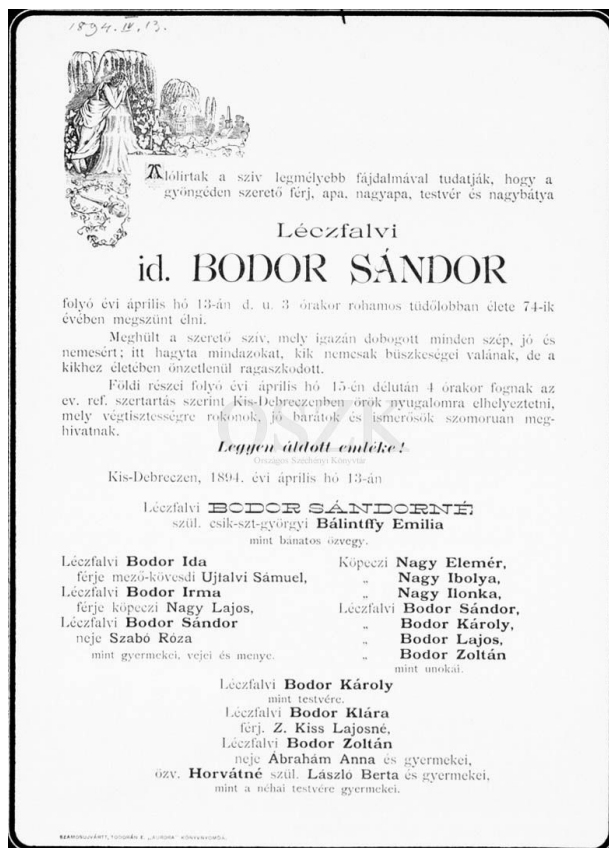 1894. IV. 13.
Alólirtak a sziv legmélyebb fájdalmával tudatják, hogy a
gyöngéden szerető férj, apa, nagyapa, testvér és nagybátya
Léczfalvi
id. BODOR SÁNDOR
folyó évi április hó 13-án d. u. 3 órakor rohamos tüdőlobban élete 74-ik
évében megszünt élni.
Meghült a szerető sziv, mely igazán dobogott minden szép, jó és
nemesért; itt hagyta mindazokat, kik nemcsak büszkeségei valának, de a
kikhez életében önzetlenül ragaszkodott.
Földi részei folyó évi április hó 15-én délután 4 órakor fognak az
ev. ref. szertartás szerint Kis-Debreczenben örök nyugalomra elhelyeztetni,
mely végtisztességre rokonok, jó barátok és ismerősök szomoruan meg-
hivatnak.
OSZK
Legyen áldott emléke!
Országos Széchényi Könyvtár
Kis-Debreczen, 1894. évi április hó 13-án
Léczfalvi BODOR SÁNDORNÉ
szül. csik-szt-györgyi Bálintffy Emilia
mint bánatos özvegy.
Léczfalvi Bodor Ida
férje mező-kövesdi Ujfalvi Sámuel,
Léczfalvi Bodor Irma
férje köpeczi Nagy Lajos,
Léczfalvi Bodor Sándor
neje Szabó Róza
mint gyermekei, vejei és menye.
Köpeczi Nagy Elemér,
„ Nagy Ibolya,
„ Nagy Ilonka,
Léczfalvi Bodor Sándor,
„ Bodor Károly,
„ Bodor Lajos,
„ Bodor Zoltán
mint unokái.
Léczfalvi Bodor Károly
mint testvére.
Léczfalvi Bodor Klára
férj. Z. Kiss Lajosné,
Léczfalvi Bodor Zoltán
neje Ábrahám Anna és gyermekei,
özv. Horvátné szül. László Berta és gyermekei,
mint a néhai testvére gyermekei.
SZAMOSUJVÁRTT, TODORÁN E. „AURORA" KÖNYVNYOMDA.